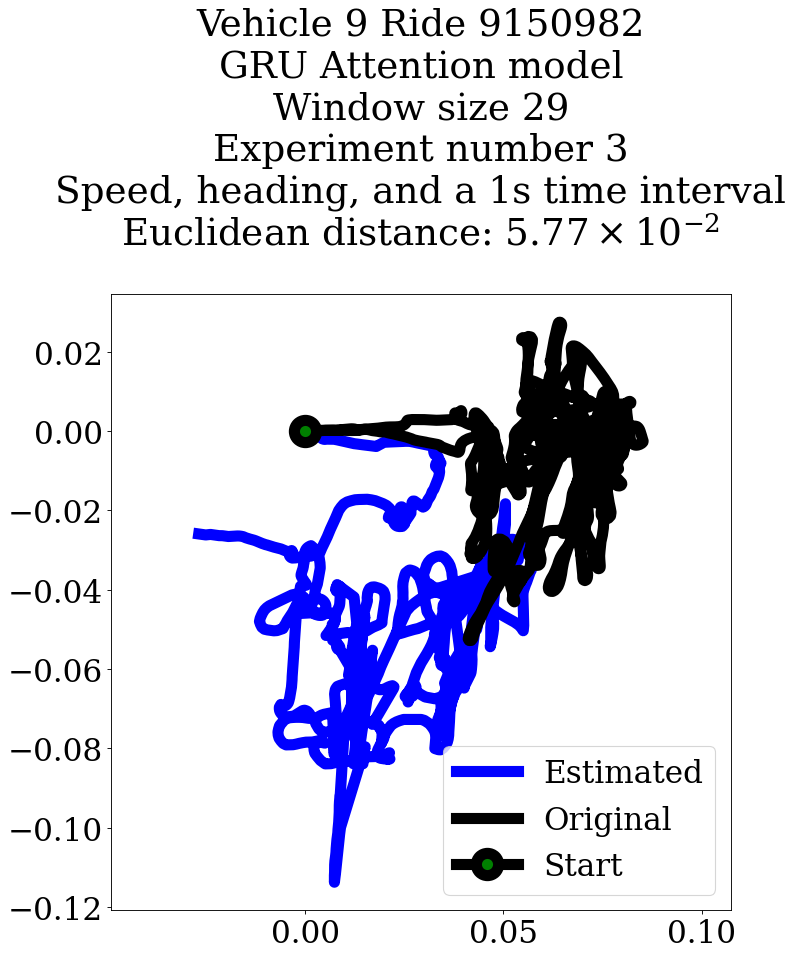 Vehicle 9 Ride 9150982
GRU Attention model
Window size 29
Experiment number 3
Speed, heading, and a 1s time interval
Euclidean distance: 5.77 × 10⁻²
0.02
0.00
−0.02
−0.04
−0.06
−0.08
−0.10
−0.12
Estimated
Original
Start
0.00 0.05 0.10